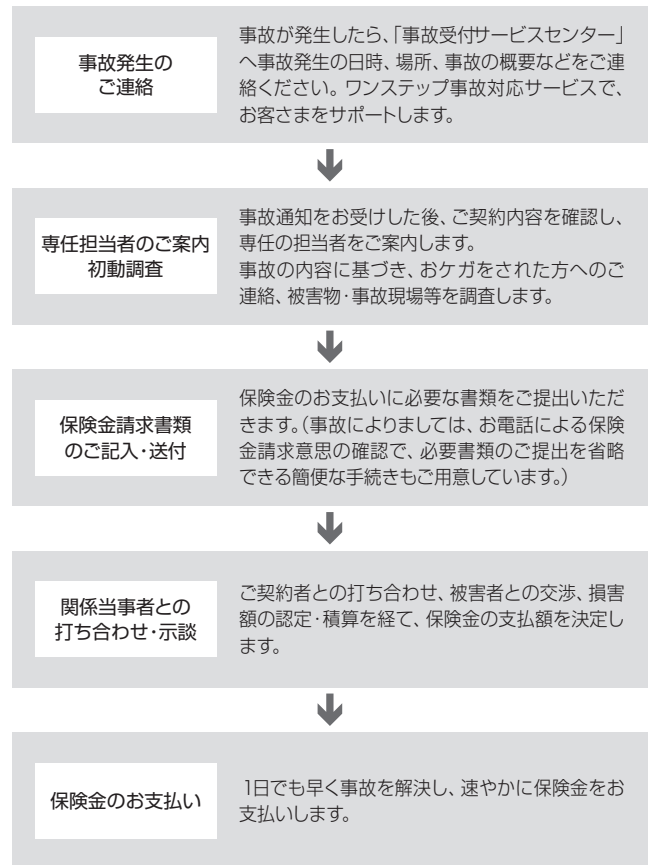 事故発生の
ご連絡
事故が発生したら、「事故受付サービスセンター」
へ事故発生の日時、場所、事故の概要などをご連
絡ください。ワンステップ事故対応サービスで、
お客さまをサポートします。
専任担当者のご案内
初動調査
事故通知をお受けした後、ご契約内容を確認し、
専任の担当者をご案内します。
事故の内容に基づき、おケガをされた方へのご
連絡、被害物・事故現場等を調査します。
保険金請求書類
のご記入・送付
保険金のお支払いに必要な書類をご提出いただ
きます。（事故によりましては、お電話による保険
金請求意思の確認で、必要書類のご提出を省略
できる簡便な手続きもご用意しています。）
関係当事者との
打ち合わせ・示談
ご契約者との打ち合わせ、被害者との交渉、損害
額の認定・積算を経て、保険金の支払額を決定し
ます。
保険金のお支払い
1日でも早く事故を解決し、速やかに保険金をお
支払いします。